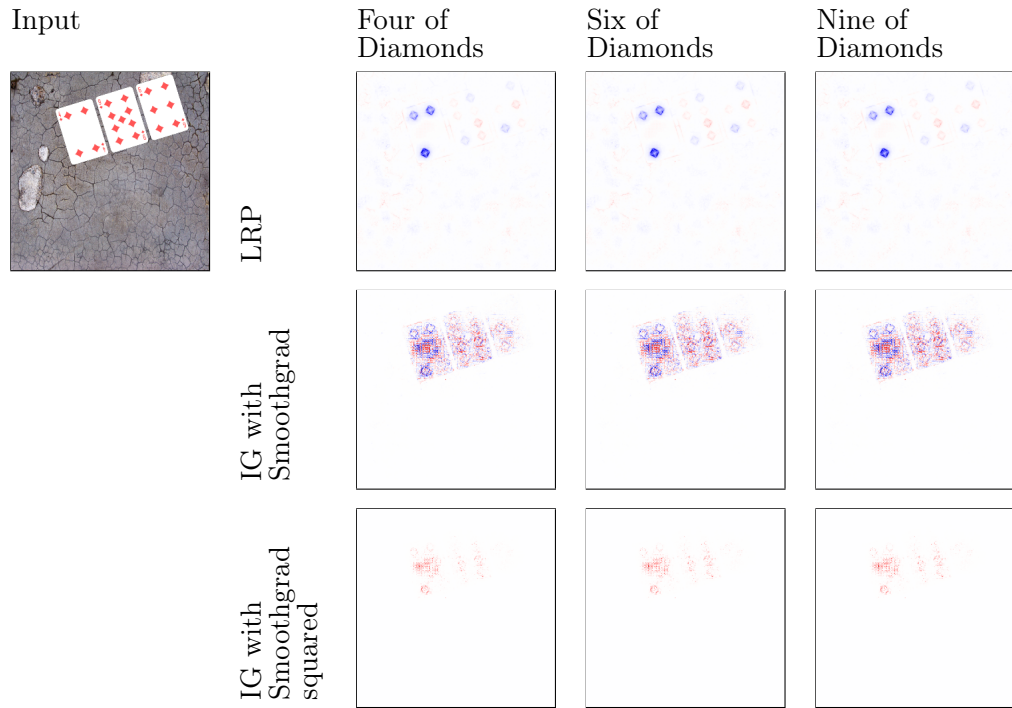 Input
Four of
Diamonds
Six of
Diamonds
Nine of
Diamonds
LRP
IG with
Smoothgrad
IG with
Smoothgrad
squared